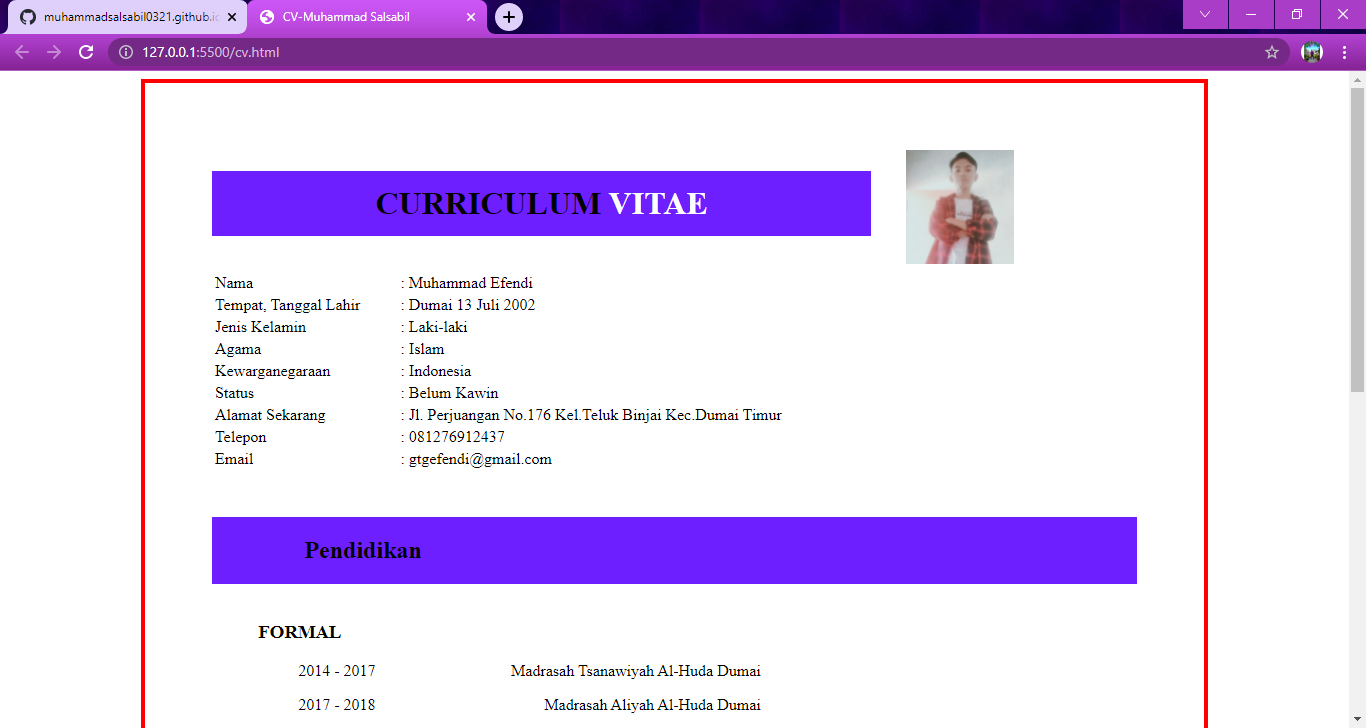 muhammadsalsabil0321.github.io
CV-Muhammad Salsabil
127.0.0.1:5500/cv.html
CURRICULUM VITAE
Nama : Muhammad Efendi
Tempat, Tanggal Lahir : Dumai 13 Juli 2002
Jenis Kelamin : Laki-laki
Agama : Islam
Kewarganegaraan : Indonesia
Status : Belum Kawin
Alamat Sekarang : Jl. Perjuangan No.176 Kel.Teluk Binjai Kec.Dumai Timur
Telepon : 081276912437
Email : gtgefendi@gmail.com
Pendidikan
FORMAL
2014 - 2017 Madrasah Tsanawiyah Al-Huda Dumai
2017 - 2018 Madrasah Aliyah Al-Huda Dumai